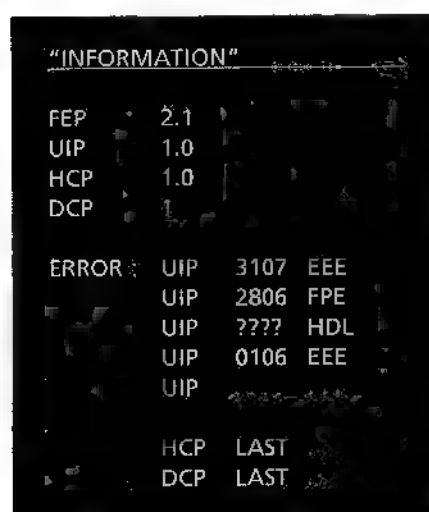 "INFORMATION"
FEP 2.1
UIP 1.0
HCP 1.0
DCP 1
ERROR UIP 3107 EEE
UIP 2806 FPE
UIP ???? HDL
UIP 0106 EEE
UIP
HCP LAST
DCP LAST